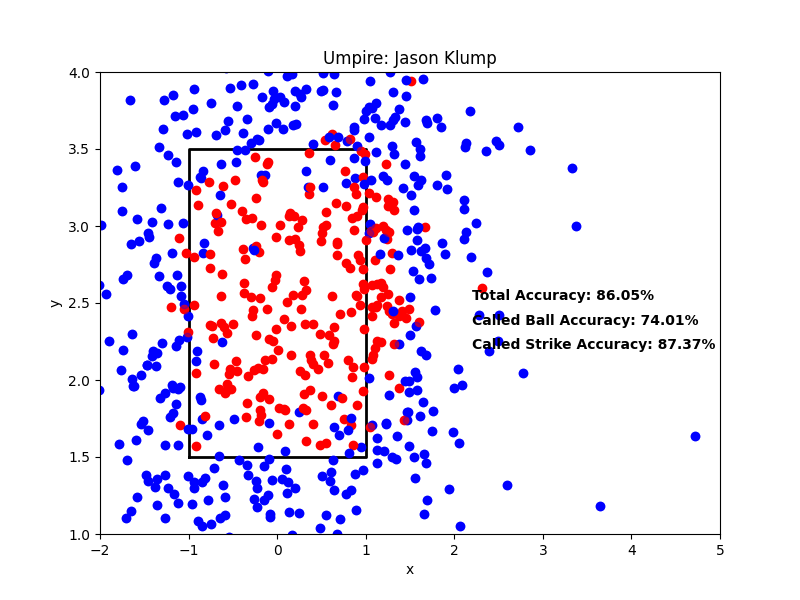 Umpire: Jason Klump
4.0
3.5
3.0
2.5
2.0
1.5
1.0
y
Total Accuracy: 86.05%
Called Ball Accuracy: 74.01%
Called Strike Accuracy: 87.37%
−2 −1 0 1 2 3 4 5
x